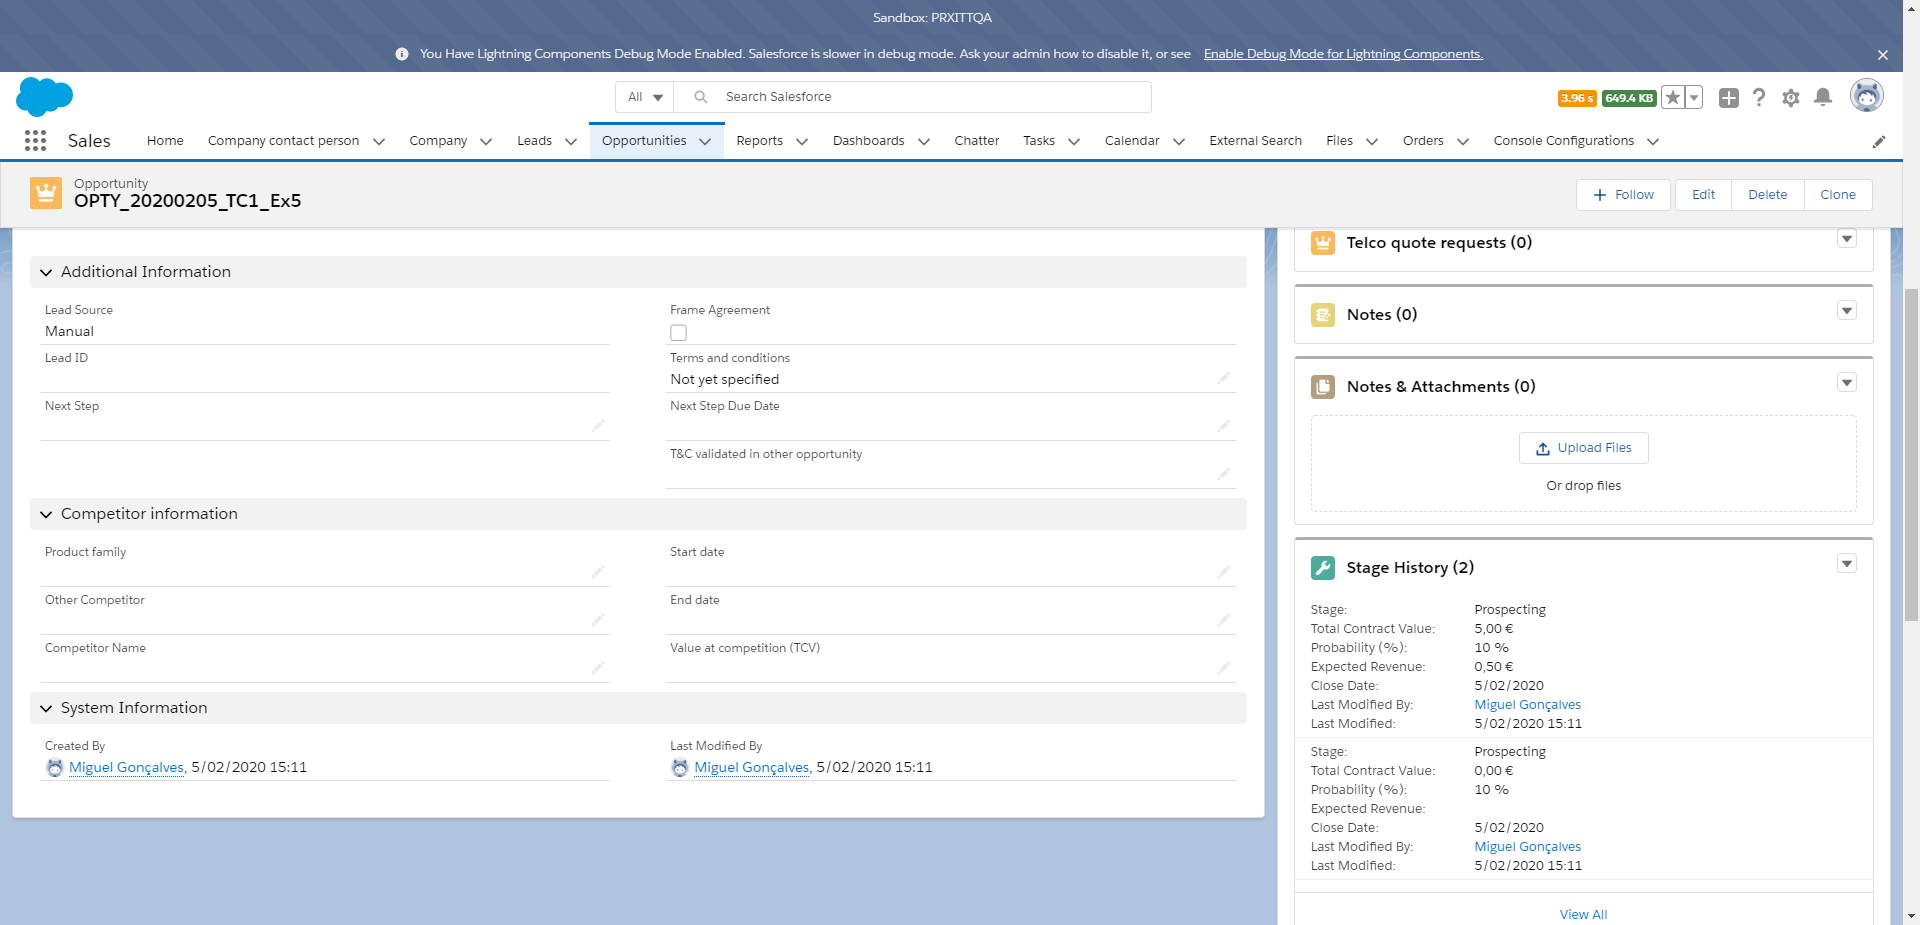 Sandbox: PRXITTQA
You Have Lightning Components Debug Mode Enabled. Salesforce is slower in debug mode. Ask your admin how to disable it, or see Enable Debug Mode for Lightning Components.
All
Search Salesforce
3.96 s
649.4 KB
Sales
Home
Company contact person
Company
Leads
Opportunities
Reports
Dashboards
Chatter
Tasks
Calendar
External Search
Files
Orders
Console Configurations
Opportunity
OPTY_20200205_TC1_Ex5
Follow
Edit
Delete
Clone
Additional Information
Lead Source
Manual
Frame Agreement
Lead ID
Terms and conditions
Not yet specified
Next Step
Next Step Due Date
T&C validated in other opportunity
Competitor information
Product family
Start date
Other Competitor
End date
Competitor Name
Value at competition (TCV)
System Information
Created By
Miguel Gonçalves, 5/02/2020 15:11
Last Modified By
Miguel Gonçalves, 5/02/2020 15:11
Telco quote requests (0)
Notes (0)
Notes & Attachments (0)
Upload Files
Or drop files
Stage History (2)
Stage: Prospecting
Total Contract Value: 5,00 €
Probability (%): 10 %
Expected Revenue: 0,50 €
Close Date: 5/02/2020
Last Modified By: Miguel Gonçalves
Last Modified: 5/02/2020 15:11
Stage: Prospecting
Total Contract Value: 0,00 €
Probability (%): 10 %
Expected Revenue:
Close Date: 5/02/2020
Last Modified By: Miguel Gonçalves
Last Modified: 5/02/2020 15:11
View All